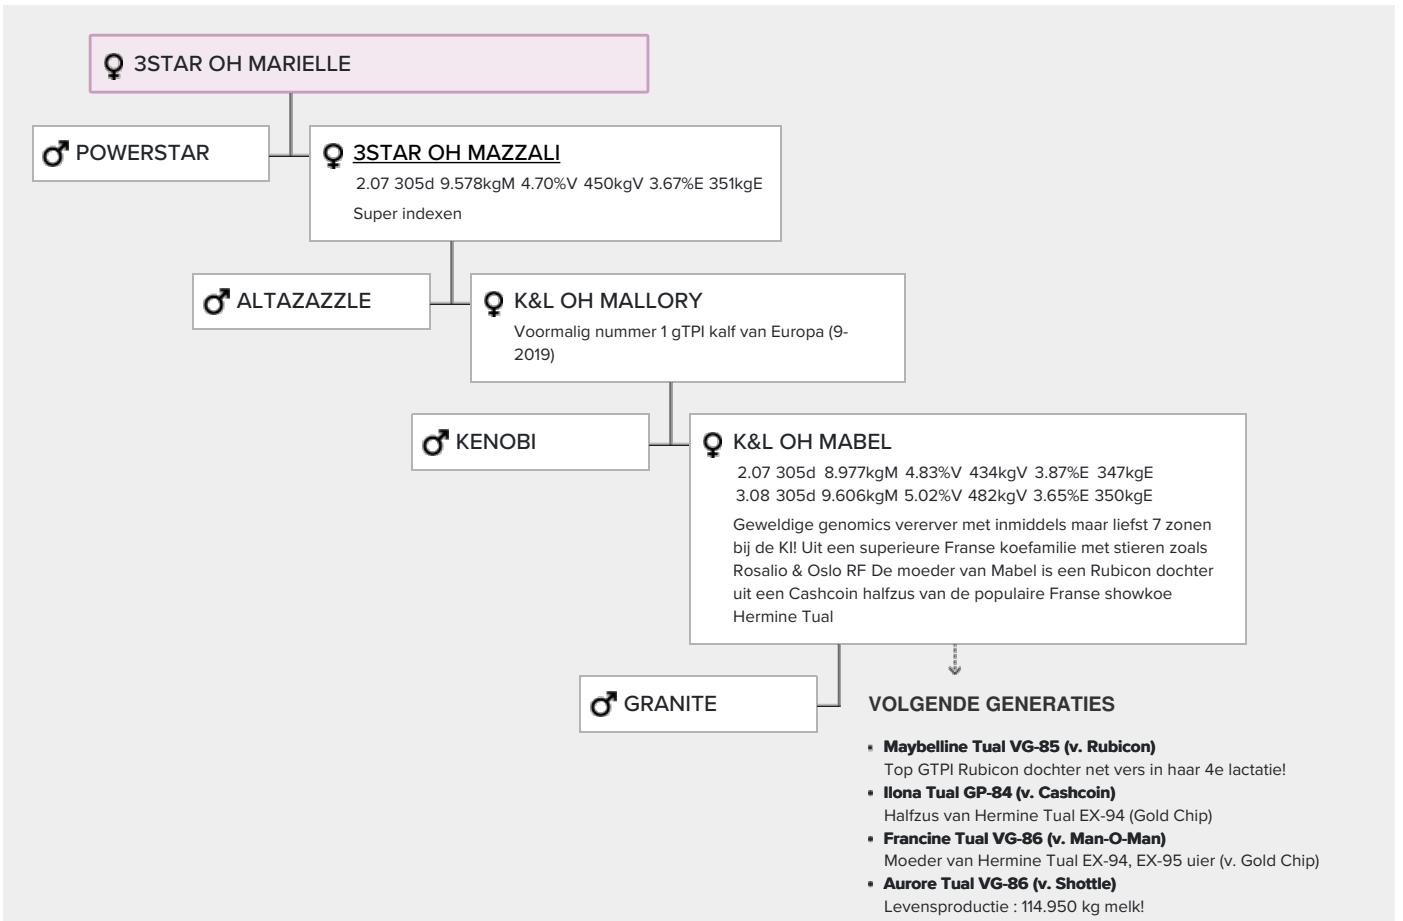 3STAR OH MARIELLE
POWERSTAR
3STAR OH MAZZALI
2.07 305d 9.578kgM 4.70%V 450kgV 3.67%E 351kgE
Super indexen
ALTAZAZZLE
K&L OH MALLORY
Voormalig nummer 1 gTPI kalf van Europa (9-
2019)
KENOBI
K&L OH MABEL
2.07 305d 8.977kgM 4.83%V 434kgV 3.87%E 347kgE
3.08 305d 9.606kgM 5.02%V 482kgV 3.65%E 350kgE
Geweldige genomics vererver met inmiddels maar liefst 7 zonen
bij de KI! Uit een superieure Franse koefamilie met stieren zoals
Rosalio & Oslo RF De moeder van Mabel is een Rubicon dochter
uit een Cashcoin halfzus van de populaire Franse showkoe
Hermine Tual
GRANITE
VOLGENDE GENERATIES
Maybelline Tual VG-85 (v. Rubicon)
Top GTPI Rubicon dochter net vers in haar 4e lactatie!
Ilona Tual GP-84 (v. Cashcoin)
Halfzus van Hermine Tual EX-94 (Gold Chip)
Francine Tual VG-86 (v. Man-O-Man)
Moeder van Hermine Tual EX-94, EX-95 uier (v. Gold Chip)
Aurore Tual VG-86 (v. Shottle)
Levensproductie : 114.950 kg melk!